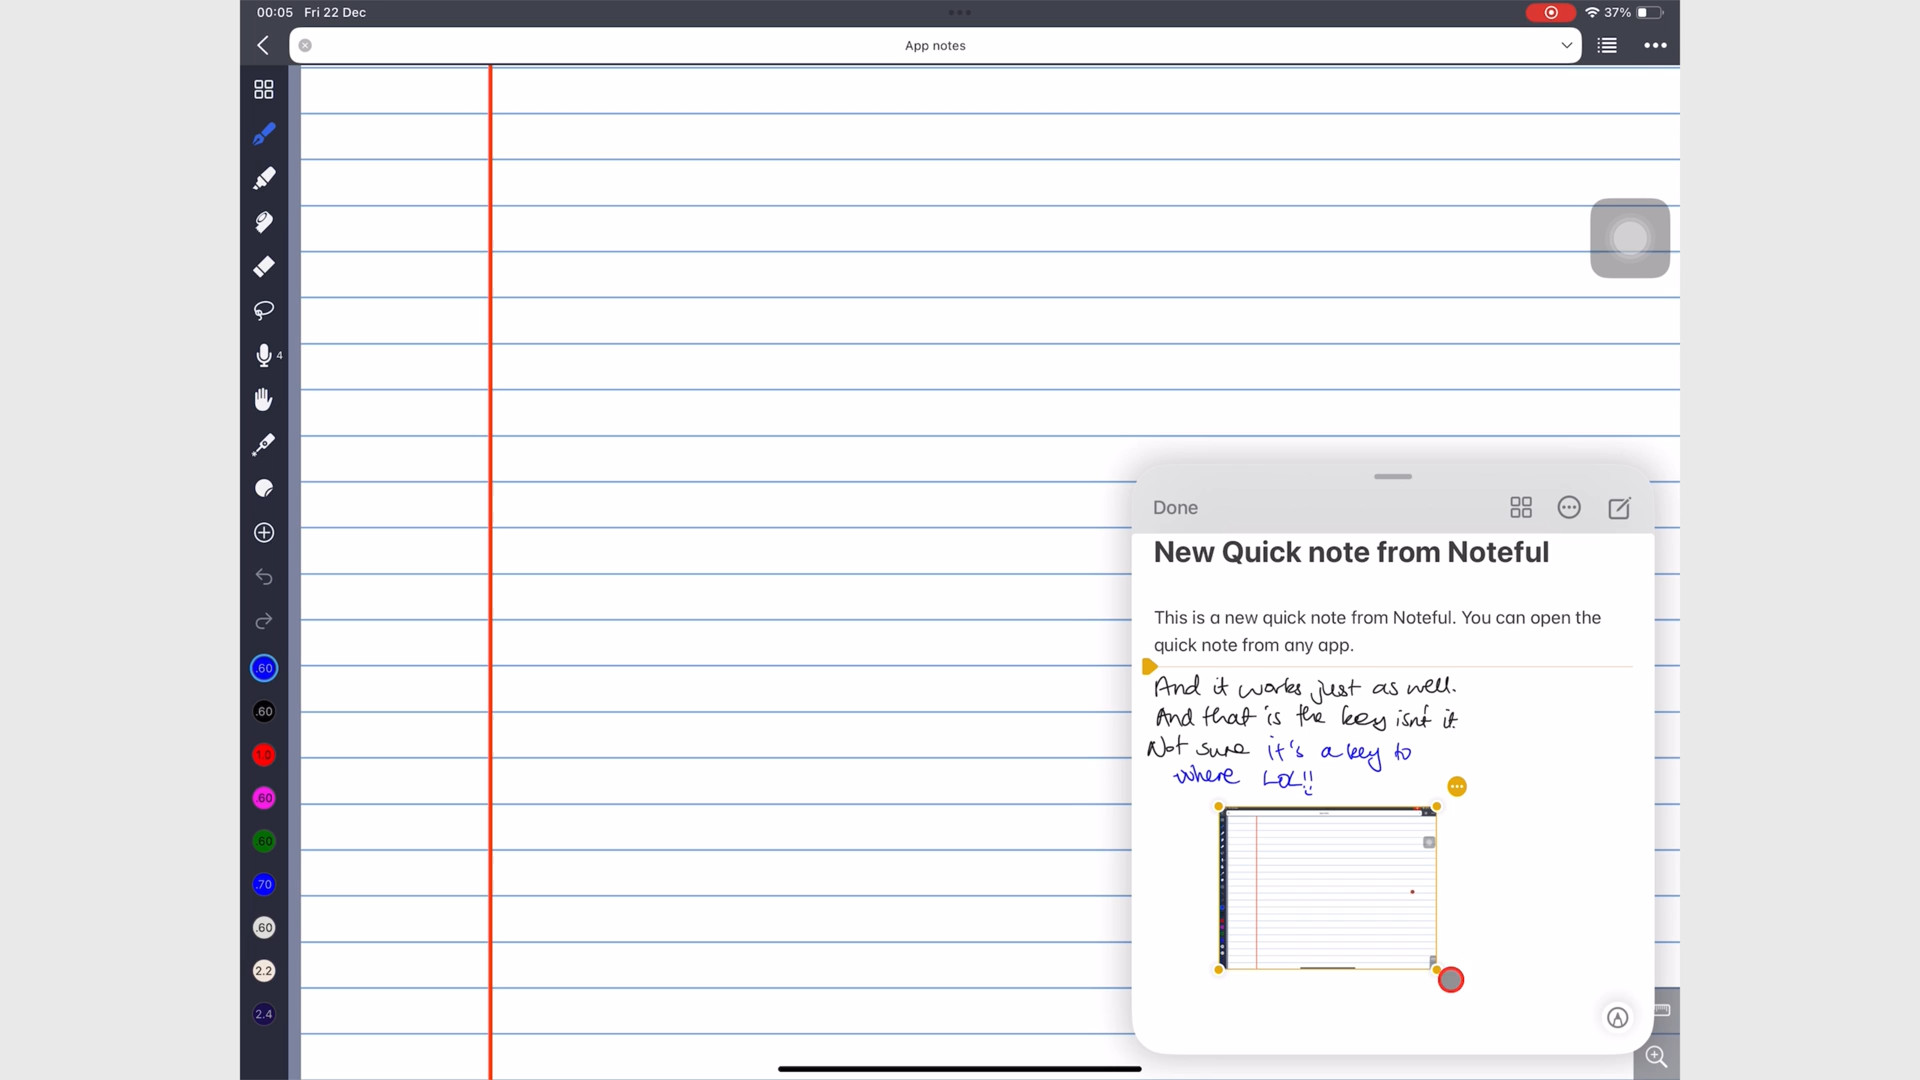 00:05 Fri 22 Dec
37%
App notes
4
.60
.60
1.0
.60
.60
.70
.60
2.2
2.4
Done
New Quick note from Noteful
This is a new quick note from Noteful. You can open the
quick note from any app.
And it works just as well.
And that is the key isn't it
Not sure it's a key to
where LOL!!